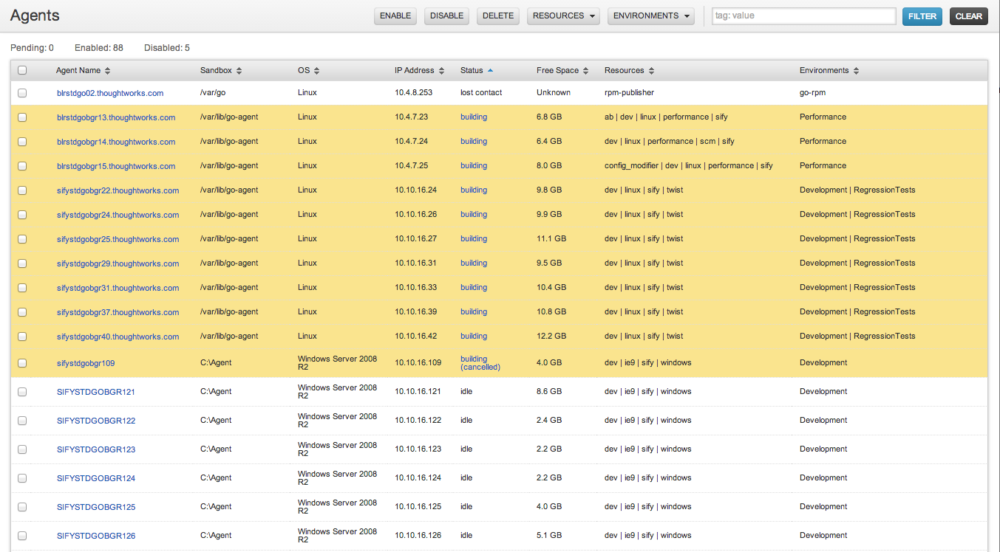 Agents ENABLE DISABLE DELETE RESOURCES ENVIRONMENTS tag: value FILTER CLEAR
Pending: 0 Enabled: 88 Disabled: 5
Agent Name Sandbox OS IP Address Status Free Space Resources Environments
blrstdgo02.thoughtworks.com /var/go Linux 10.4.8.253 lost contact Unknown rpm-publisher go-rpm
blrstdgobgr13.thoughtworks.com /var/lib/go-agent Linux 10.4.7.23 building 6.8 GB ab | dev | linux | performance | sify Performance
blrstdgobgr14.thoughtworks.com /var/lib/go-agent Linux 10.4.7.24 building 6.4 GB dev | linux | performance | scm | sify Performance
blrstdgobgr15.thoughtworks.com /var/lib/go-agent Linux 10.4.7.25 building 8.0 GB config_modifier | dev | linux | performance | sify Performance
sifystdgobgr22.thoughtworks.com /var/lib/go-agent Linux 10.10.16.24 building 9.8 GB dev | linux | sify | twist Development | RegressionTests
sifystdgobgr24.thoughtworks.com /var/lib/go-agent Linux 10.10.16.26 building 9.9 GB dev | linux | sify | twist Development | RegressionTests
sifystdgobgr25.thoughtworks.com /var/lib/go-agent Linux 10.10.16.27 building 11.1 GB dev | linux | sify | twist Development | RegressionTests
sifystdgobgr29.thoughtworks.com /var/lib/go-agent Linux 10.10.16.31 building 9.5 GB dev | linux | sify | twist Development | RegressionTests
sifystdgobgr31.thoughtworks.com /var/lib/go-agent Linux 10.10.16.33 building 10.4 GB dev | linux | sify | twist Development | RegressionTests
sifystdgobgr37.thoughtworks.com /var/lib/go-agent Linux 10.10.16.39 building 10.8 GB dev | linux | sify | twist Development | RegressionTests
sifystdgobgr40.thoughtworks.com /var/lib/go-agent Linux 10.10.16.42 building 12.2 GB dev | linux | sify | twist Development | RegressionTests
sifystdgobgr109 C:\Agent Windows Server 2008 R2 10.10.16.109 building (cancelled) 4.0 GB dev | ie9 | sify | windows Development
SIFYSTDGOBGR121 C:\Agent Windows Server 2008 R2 10.10.16.121 idle 8.6 GB dev | ie9 | sify | windows Development
SIFYSTDGOBGR122 C:\Agent Windows Server 2008 R2 10.10.16.122 idle 2.4 GB dev | ie9 | sify | windows Development
SIFYSTDGOBGR123 C:\Agent Windows Server 2008 R2 10.10.16.123 idle 2.2 GB dev | ie9 | sify | windows Development
SIFYSTDGOBGR124 C:\Agent Windows Server 2008 R2 10.10.16.124 idle 2.2 GB dev | ie9 | sify | windows Development
SIFYSTDGOBGR125 C:\Agent Windows Server 2008 R2 10.10.16.125 idle 4.0 GB dev | ie9 | sify | windows Development
SIFYSTDGOBGR126 C:\Agent Windows Server 2008 R2 10.10.16.126 idle 5.1 GB dev | ie9 | sify | windows Development